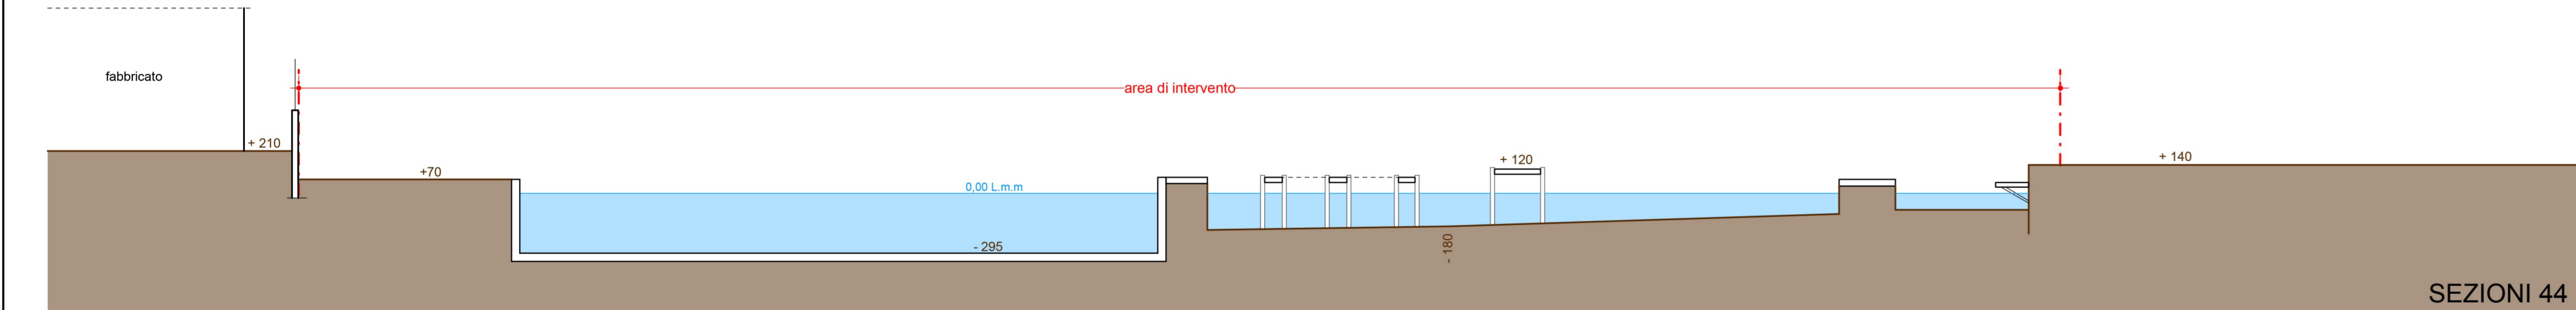 fabbricato
area di intervento
+ 210
+ 140
+ 120
+70
0,00 L.m.m
- 295
- 180
SEZIONI 44